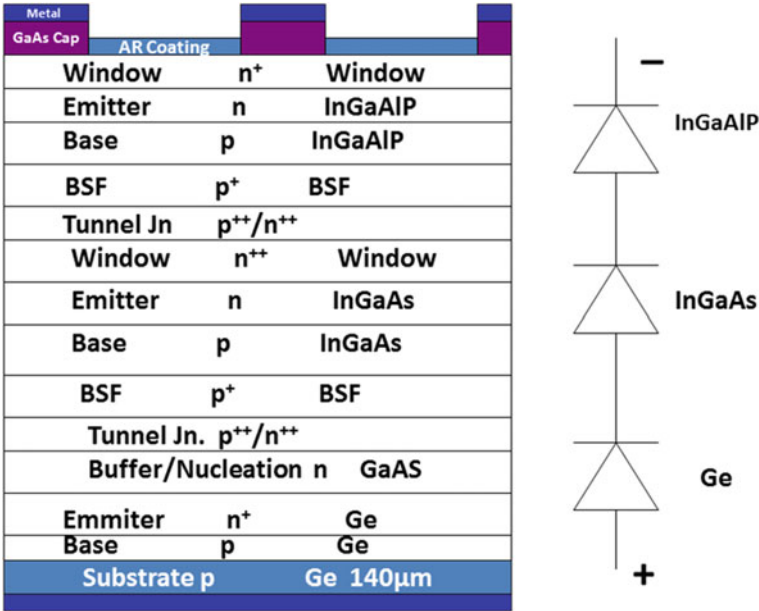 Metal
GaAs Cap
AR Coating
Window n⁺ Window
Emitter n InGaAlP
Base p InGaAlP
BSF p⁺ BSF
Tunnel Jn p⁺⁺/n⁺⁺
Window n⁺⁺ Window
Emitter n InGaAs
Base p InGaAs
BSF p⁺ BSF
Tunnel Jn. p⁺⁺/n⁺⁺
Buffer/Nucleation n GaAS
Emmiter n⁺ Ge
Base p Ge
Substrate p Ge 140µm
−
InGaAlP
InGaAs
Ge
+